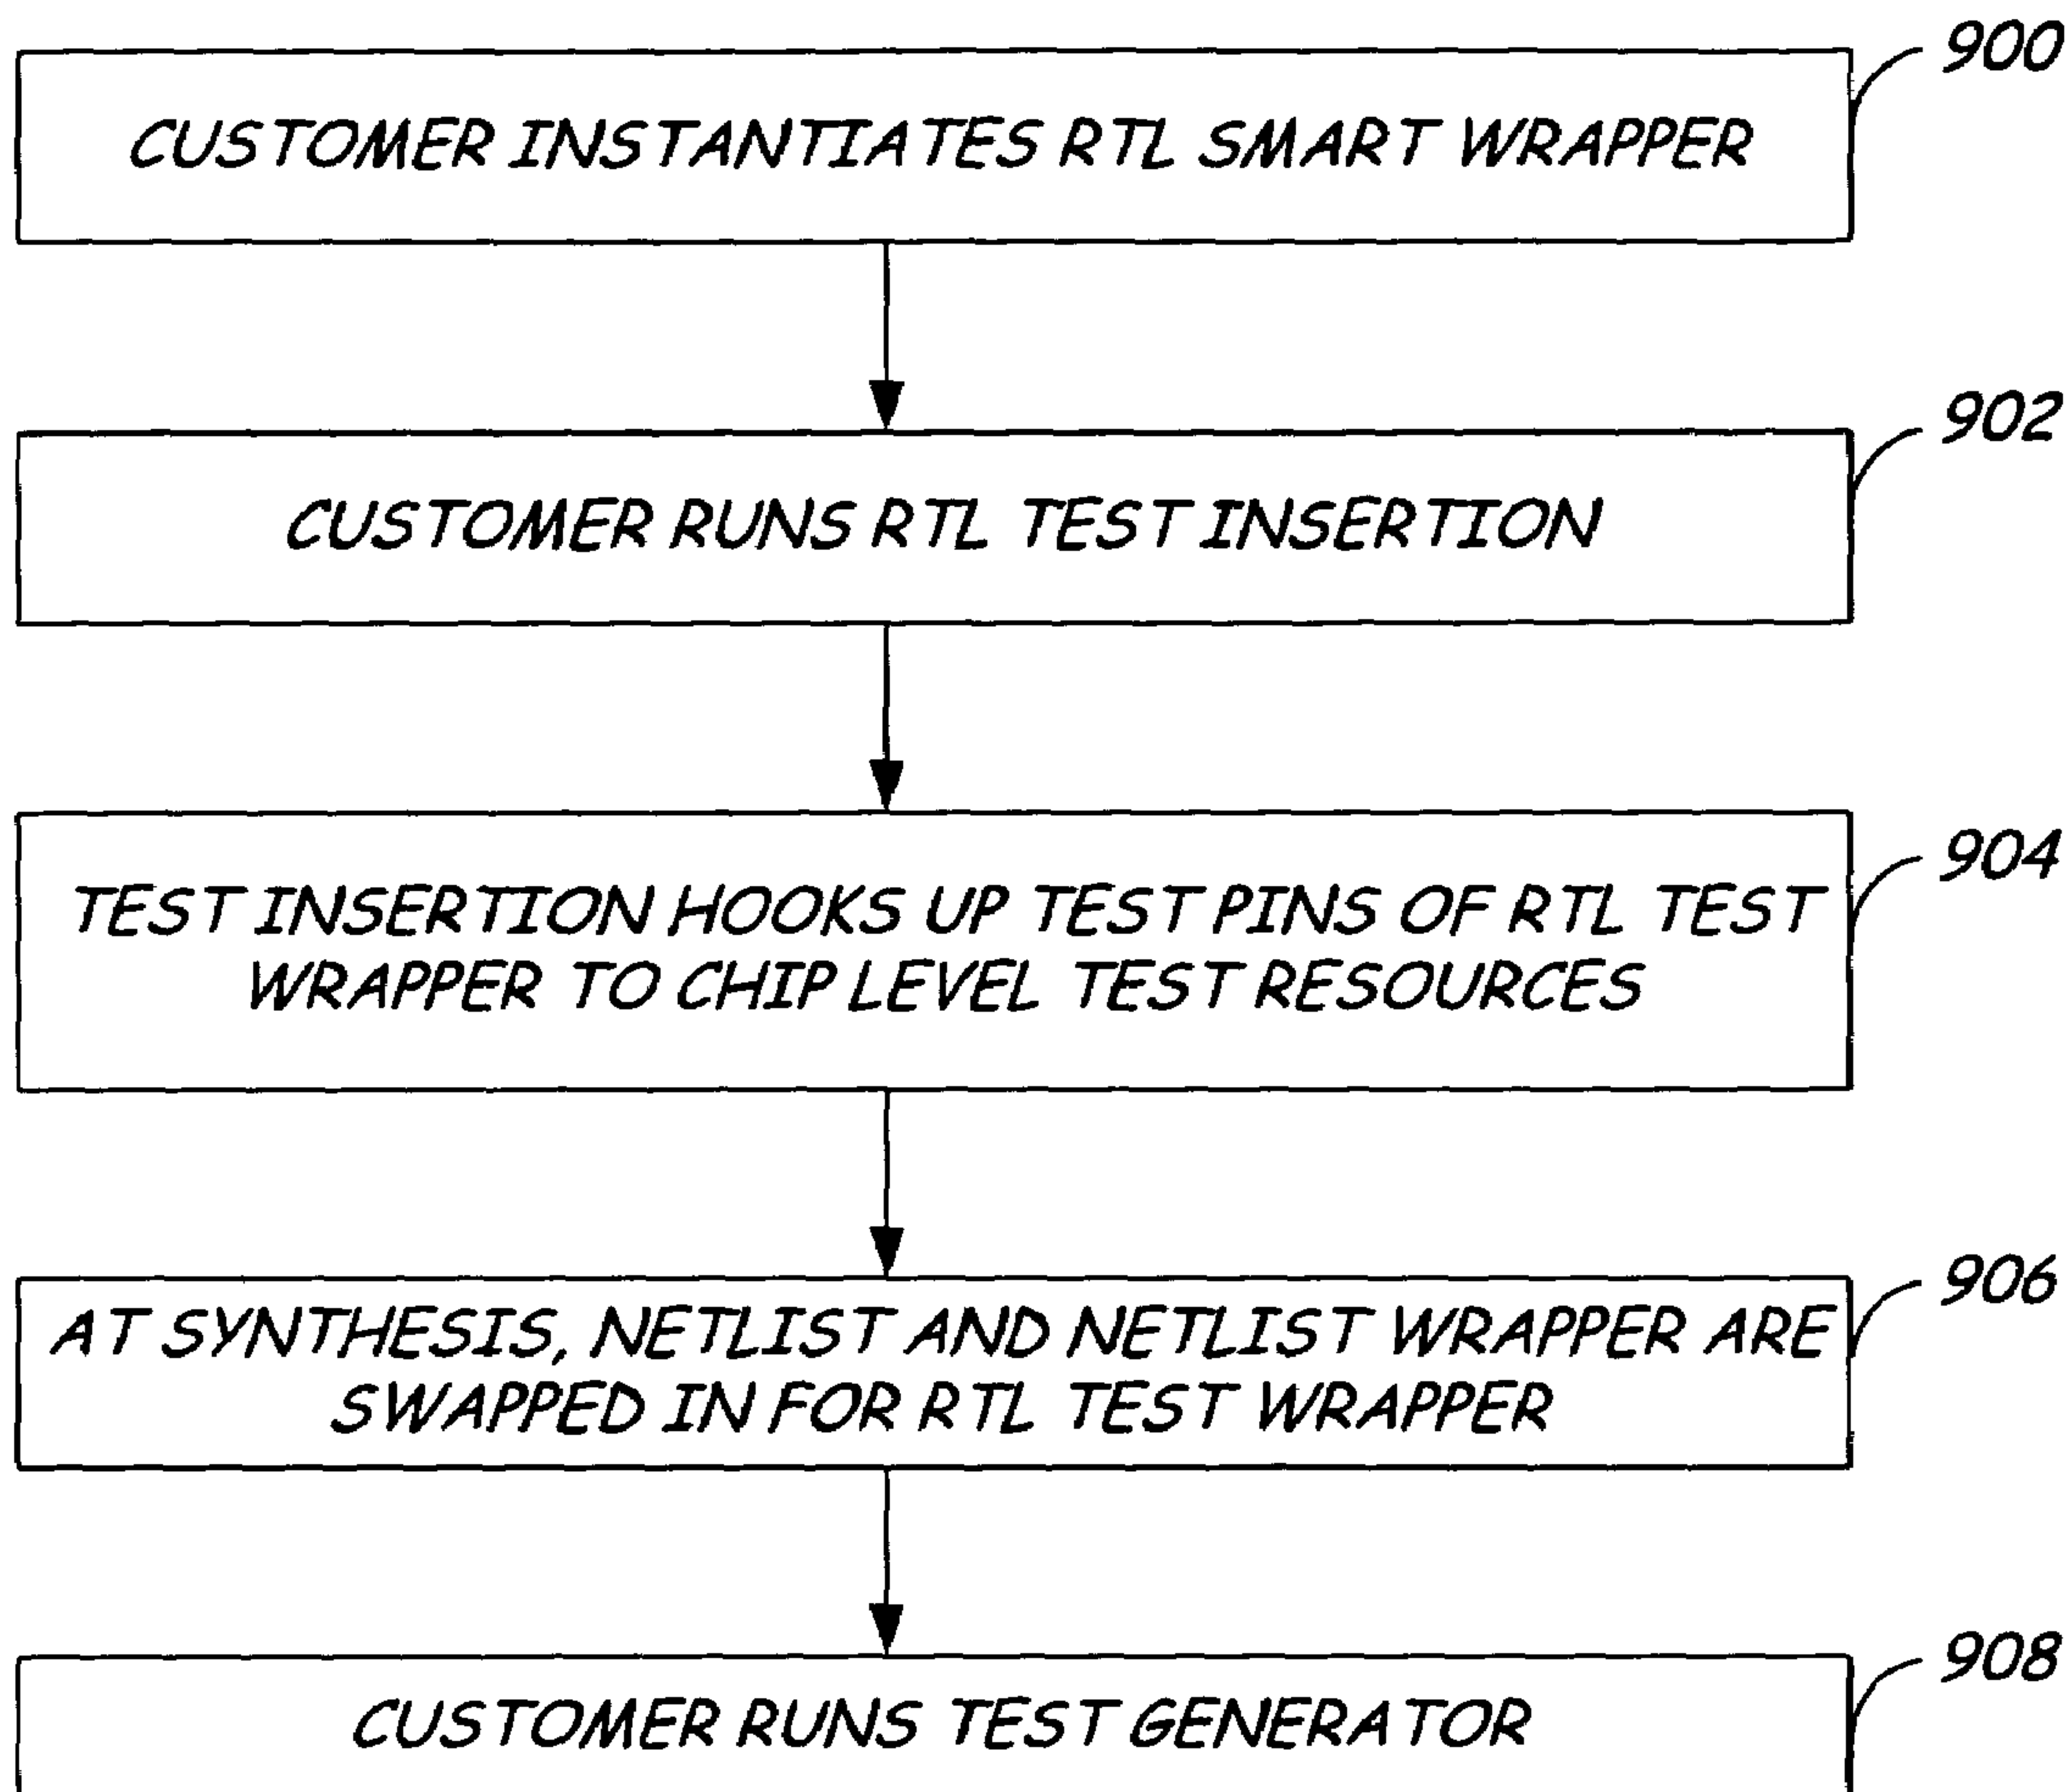 900
CUSTOMER INSTANTIATES RTL SMART WRAPPER
902
CUSTOMER RUNS RTL TEST INSERTION
904
TEST INSERTION HOOKS UP TEST PINS OF RTL TEST
WRAPPER TO CHIP LEVEL TEST RESOURCES
906
AT SYNTHESIS, NETLIST AND NETLIST WRAPPER ARE
SWAPPED IN FOR RTL TEST WRAPPER
908
CUSTOMER RUNS TEST GENERATOR